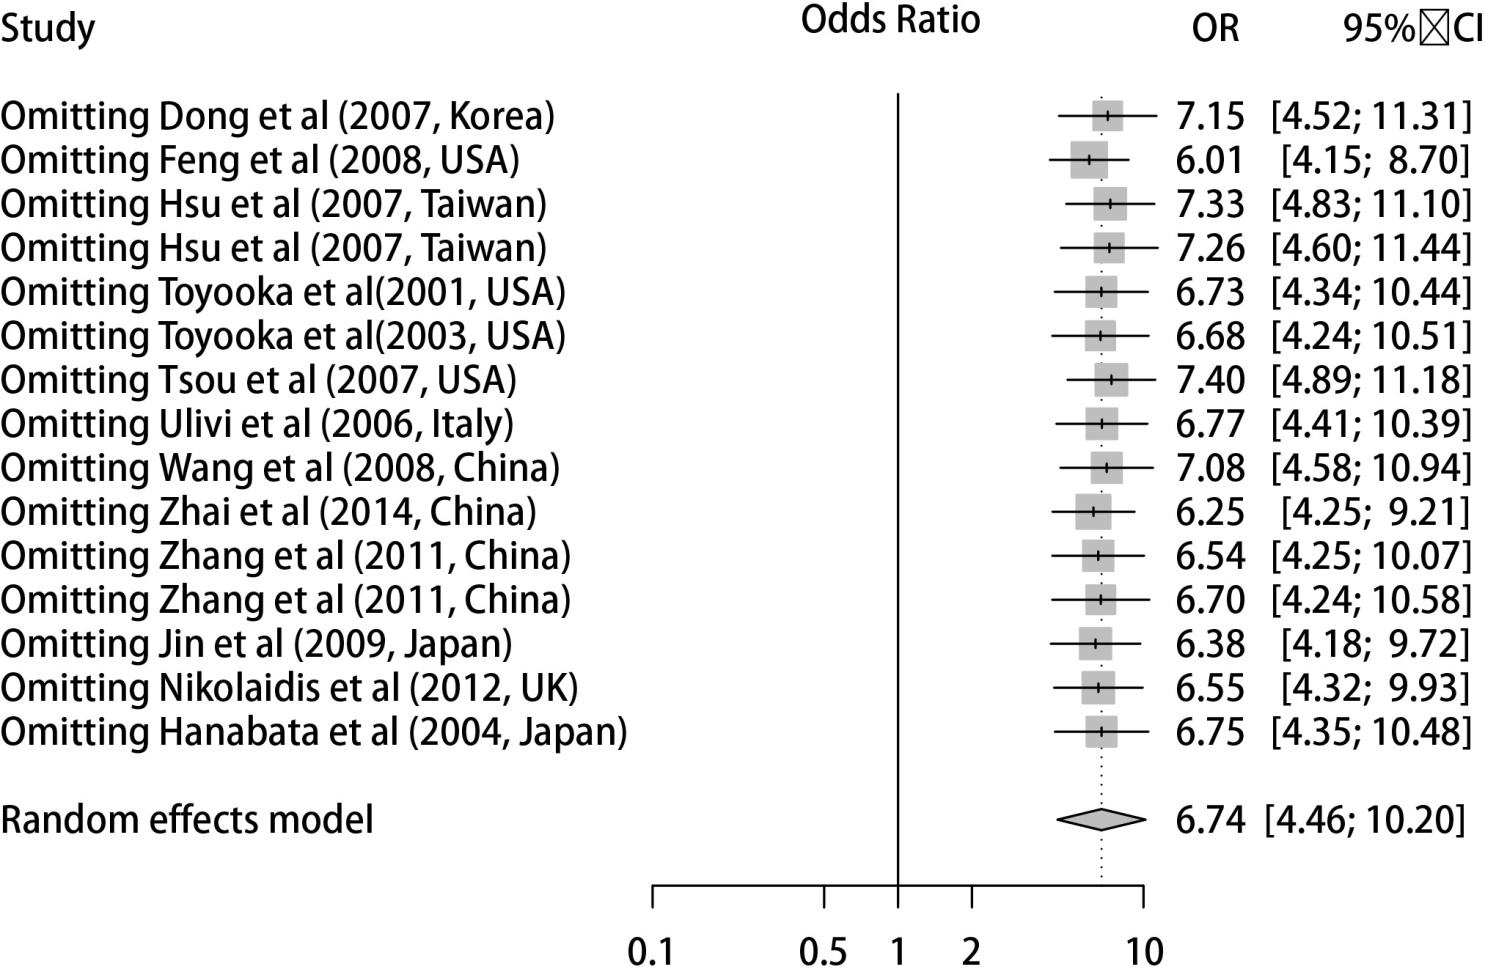 Study Odds Ratio OR 95% CI
Omitting Dong et al (2007, Korea) 7.15 [4.52; 11.31]
Omitting Feng et al (2008, USA) 6.01 [4.15; 8.70]
Omitting Hsu et al (2007, Taiwan) 7.33 [4.83; 11.10]
Omitting Hsu et al (2007, Taiwan) 7.26 [4.60; 11.44]
Omitting Toyooka et al(2001, USA) 6.73 [4.34; 10.44]
Omitting Toyooka et al(2003, USA) 6.68 [4.24; 10.51]
Omitting Tsou et al (2007, USA) 7.40 [4.89; 11.18]
Omitting Ulivi et al (2006, Italy) 6.77 [4.41; 10.39]
Omitting Wang et al (2008, China) 7.08 [4.58; 10.94]
Omitting Zhai et al (2014, China) 6.25 [4.25; 9.21]
Omitting Zhang et al (2011, China) 6.54 [4.25; 10.07]
Omitting Zhang et al (2011, China) 6.70 [4.24; 10.58]
Omitting Jin et al (2009, Japan) 6.38 [4.18; 9.72]
Omitting Nikolaidis et al (2012, UK) 6.55 [4.32; 9.93]
Omitting Hanabata et al (2004, Japan) 6.75 [4.35; 10.48]
Random effects model 6.74 [4.46; 10.20]
0.1 0.5 1 2 10